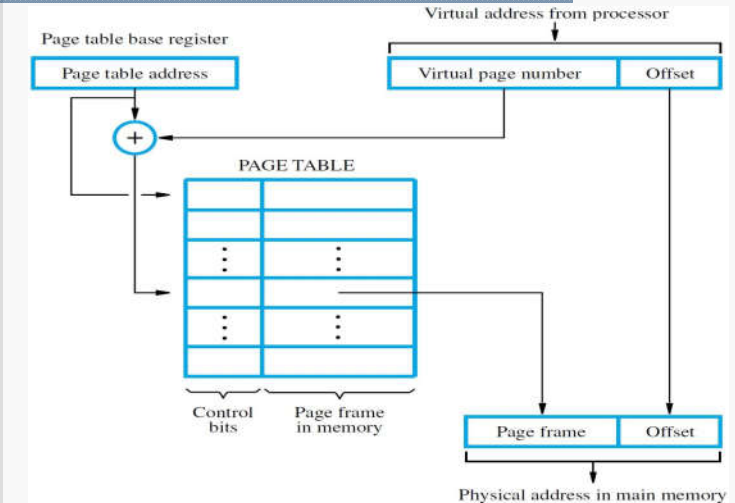 Virtual address from processor
Page table base register
Page table address
Virtual page number
Offset
+
PAGE TABLE
Control
bits
Page frame
in memory
Page frame
Offset
Physical address in main memory